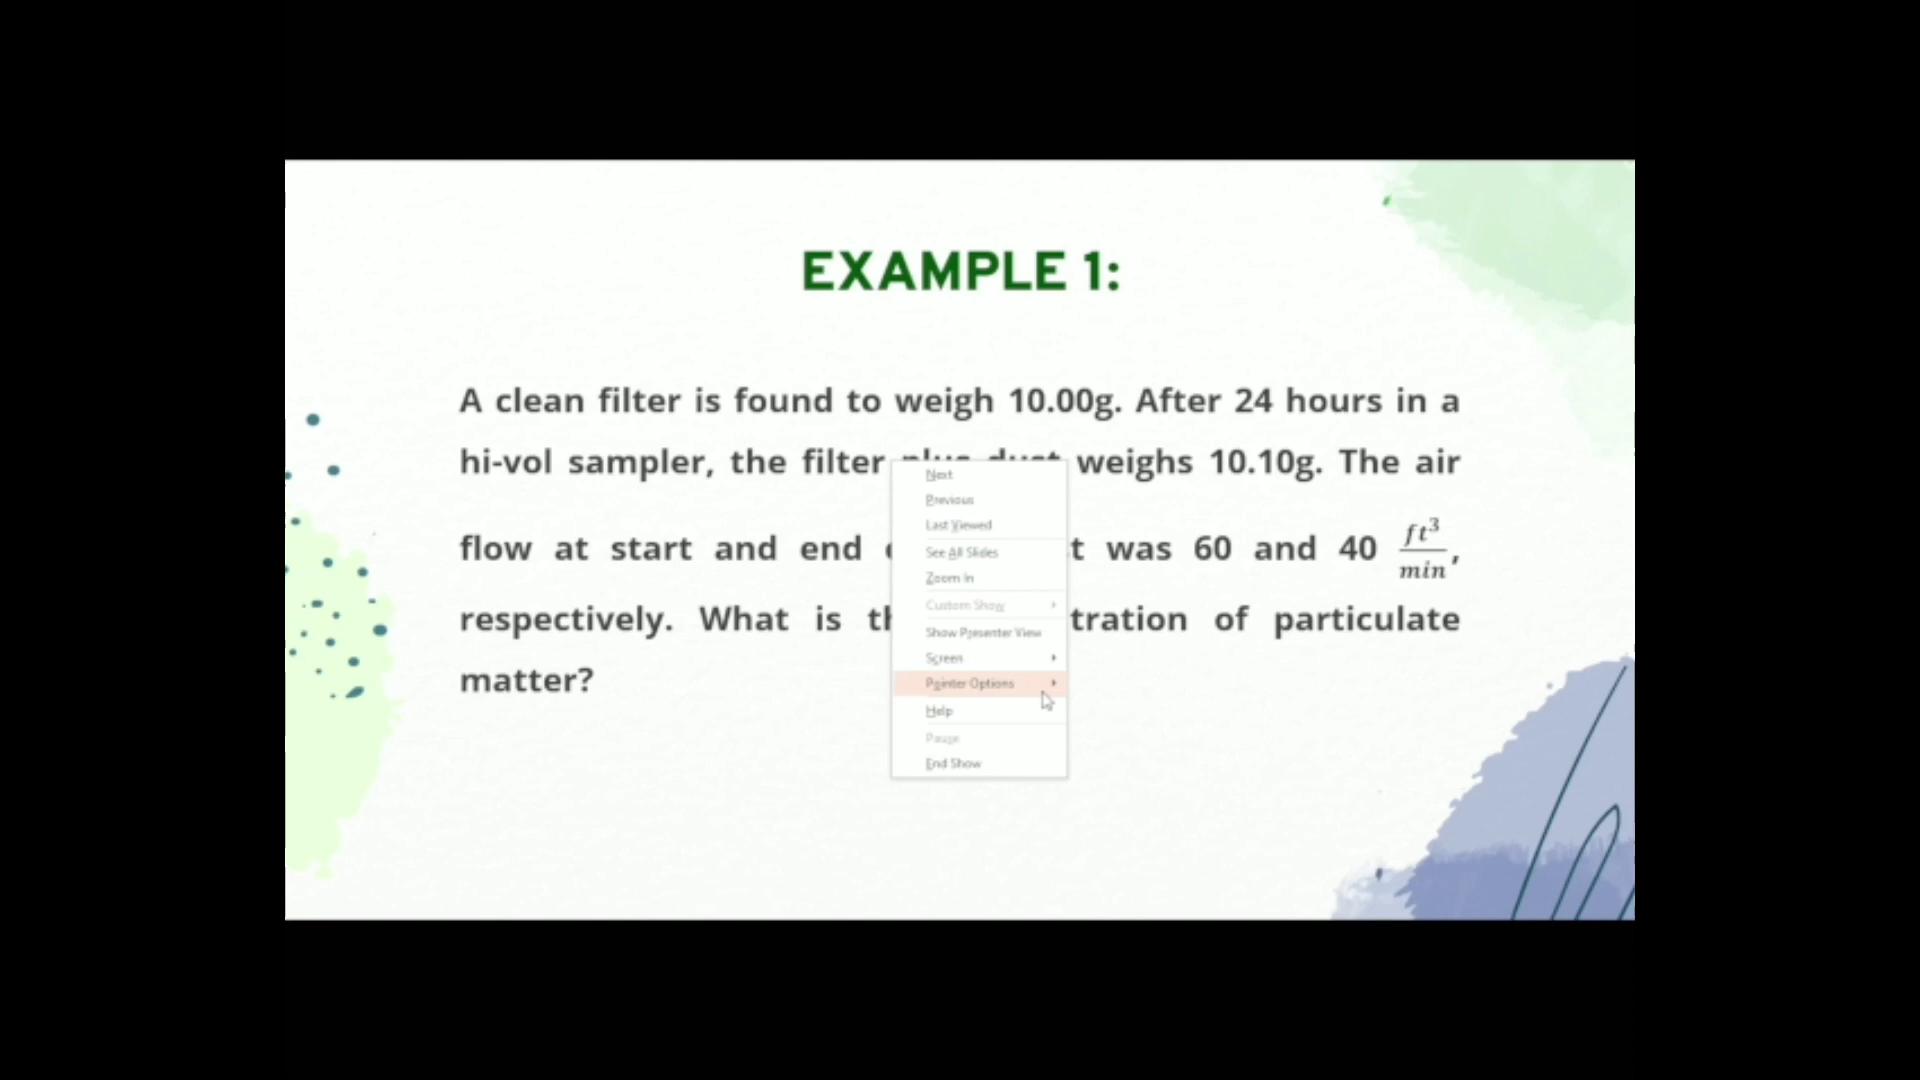 EXAMPLE 1:
A clean filter is found to weigh 10.00g. After 24 hours in a
hi-vol sampler, the filter plus dust weighs 10.10g. The air
flow at start and end t was 60 and 40 ft³/min,
respectively. What is th tration of particulate
matter?
Next
Previous
Last Viewed
See All Slides
Zoom In
Custom Show
Show Presenter View
Screen
Pointer Options
Help
Pause
End Show